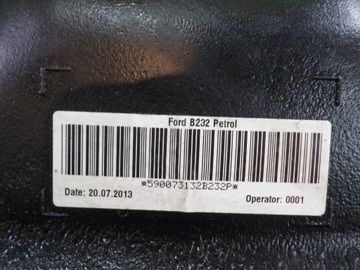 Ford B232 Petrol
*590073132B232P*
Date: 20.07.2013 Operator: 0001